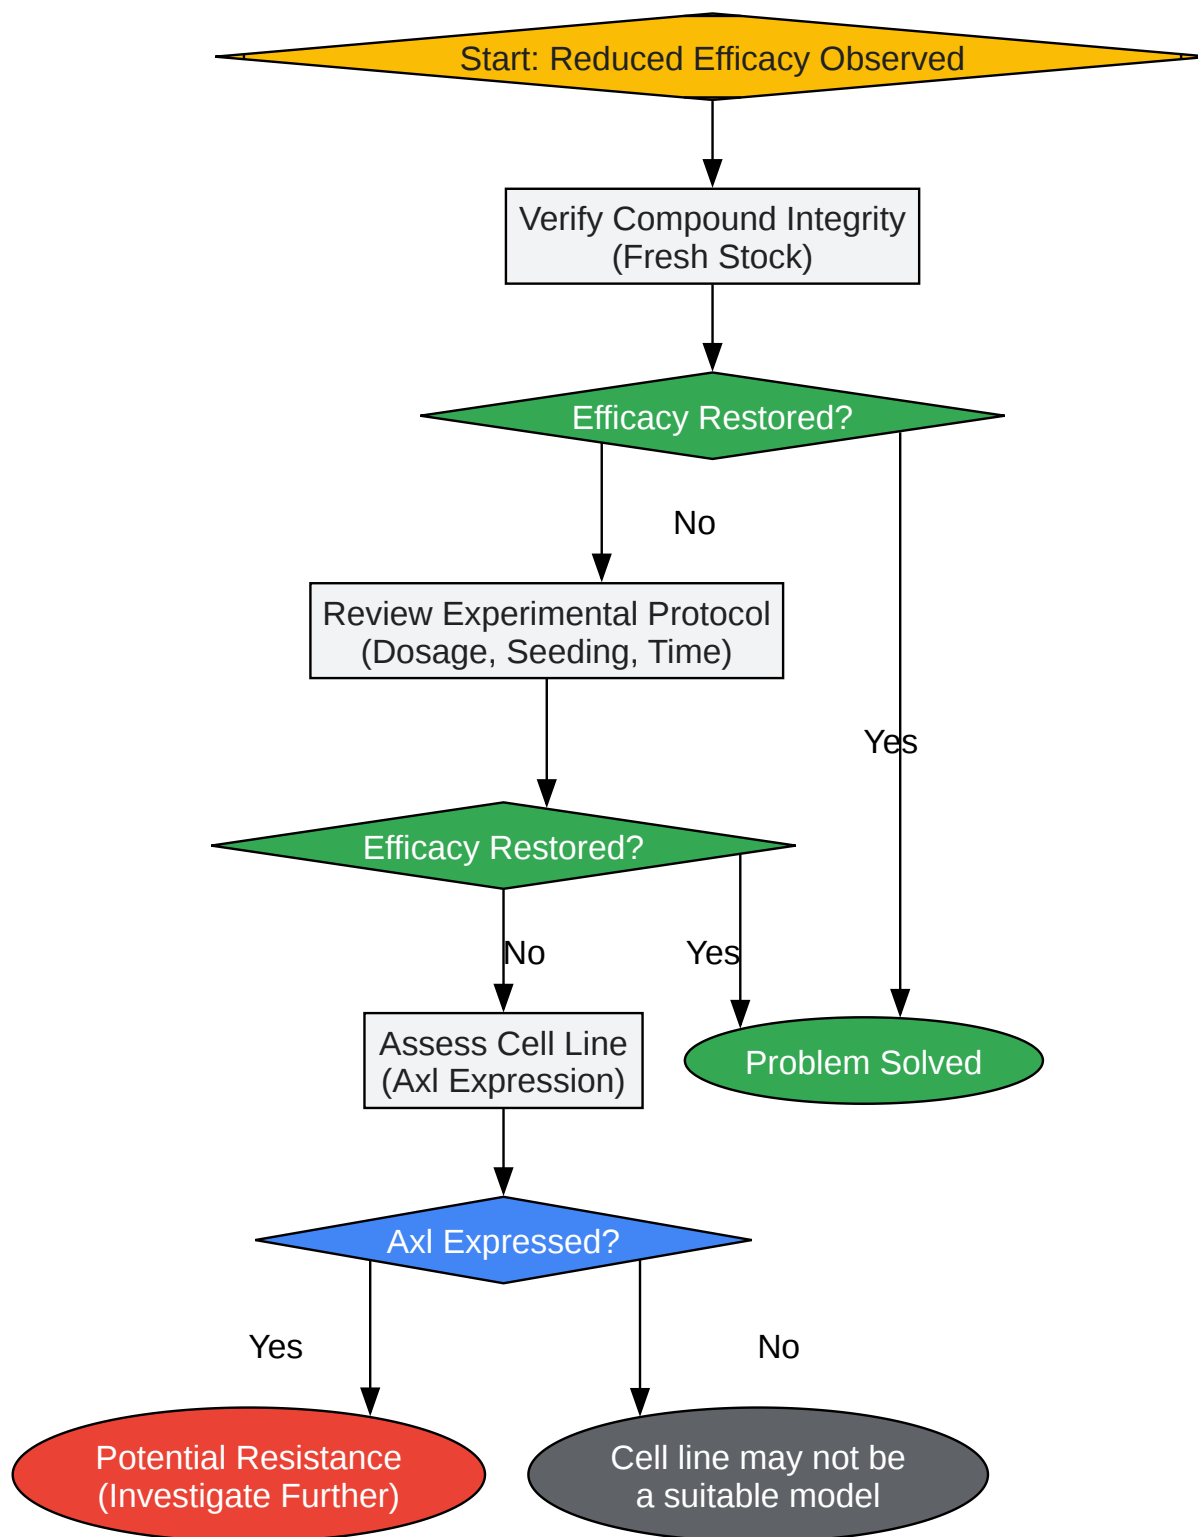 Start: Reduced Efficacy Observed
Verify Compound Integrity
(Fresh Stock)
Efficacy Restored?
No
Review Experimental Protocol
(Dosage, Seeding, Time)
Yes
Efficacy Restored?
No
Yes
Assess Cell Line
(Axl Expression)
Problem Solved
Axl Expressed?
Yes
No
Potential Resistance
(Investigate Further)
Cell line may not be
a suitable model